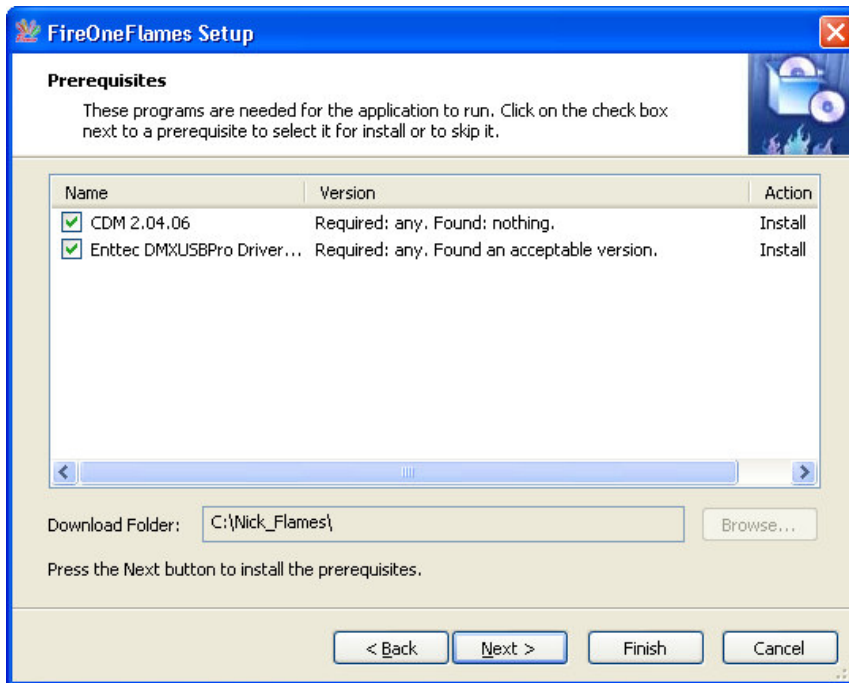 FireOneFlames Setup
Prerequisites
These programs are needed for the application to run. Click on the check box
next to a prerequisite to select it for install or to skip it.
Name Version Action
CDM 2.04.06 Required: any. Found: nothing. Install
Enttec DMXUSBPro Driver... Required: any. Found an acceptable version. Install
Download Folder: C:\Nick_Flames\ Browse...
Press the Next button to install the prerequisites.
< Back Next > Finish Cancel